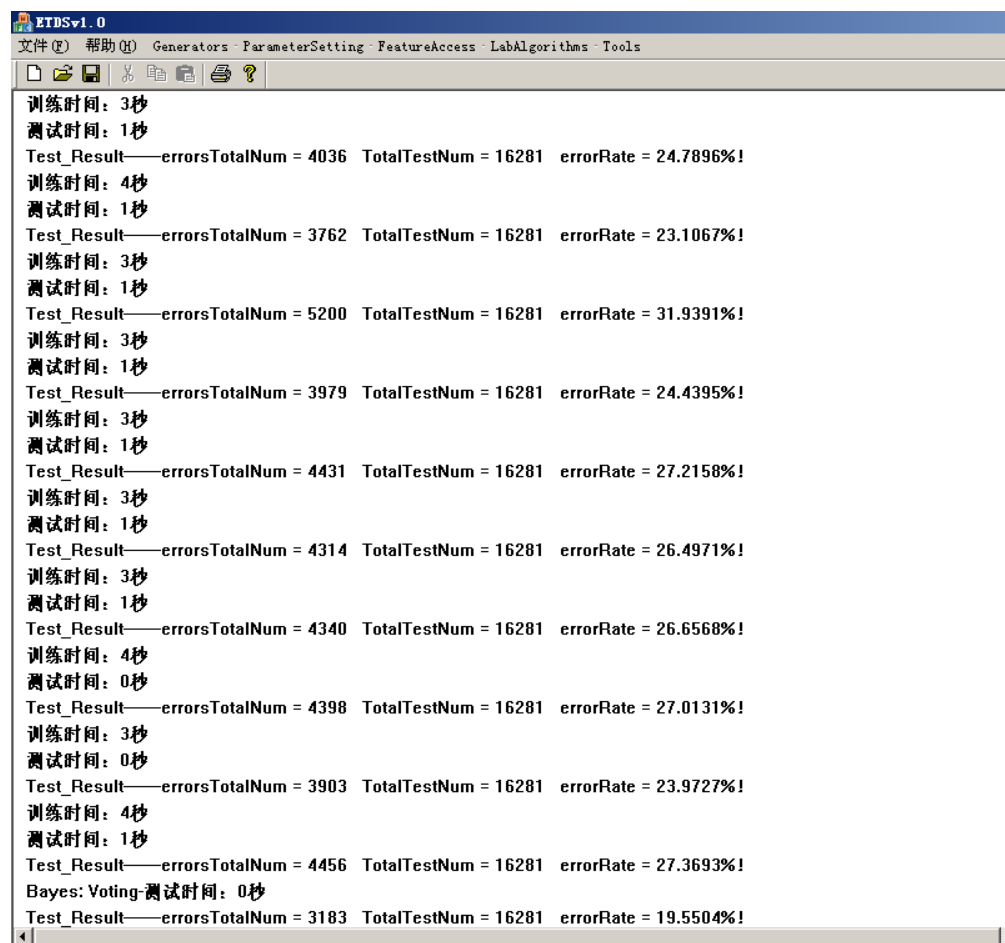 ETDSv1.0
文件(F) 帮助(H) Generators ParameterSetting FeatureAccess LabAlgorithms Tools
训练时间：3秒
测试时间：1秒
Test_Result——errorsTotalNum = 4036 TotalTestNum = 16281 errorRate = 24.7896%!
训练时间：4秒
测试时间：1秒
Test_Result——errorsTotalNum = 3762 TotalTestNum = 16281 errorRate = 23.1067%!
训练时间：3秒
测试时间：1秒
Test_Result——errorsTotalNum = 5200 TotalTestNum = 16281 errorRate = 31.9391%!
训练时间：3秒
测试时间：1秒
Test_Result——errorsTotalNum = 3979 TotalTestNum = 16281 errorRate = 24.4395%!
训练时间：3秒
测试时间：1秒
Test_Result——errorsTotalNum = 4431 TotalTestNum = 16281 errorRate = 27.2158%!
训练时间：3秒
测试时间：1秒
Test_Result——errorsTotalNum = 4314 TotalTestNum = 16281 errorRate = 26.4971%!
训练时间：3秒
测试时间：1秒
Test_Result——errorsTotalNum = 4340 TotalTestNum = 16281 errorRate = 26.6568%!
训练时间：4秒
测试时间：0秒
Test_Result——errorsTotalNum = 4398 TotalTestNum = 16281 errorRate = 27.0131%!
训练时间：3秒
测试时间：0秒
Test_Result——errorsTotalNum = 3903 TotalTestNum = 16281 errorRate = 23.9727%!
训练时间：4秒
测试时间：1秒
Test_Result——errorsTotalNum = 4456 TotalTestNum = 16281 errorRate = 27.3693%!
Bayes: Voting-测试时间：0秒
Test_Result——errorsTotalNum = 3183 TotalTestNum = 16281 errorRate = 19.5504%!